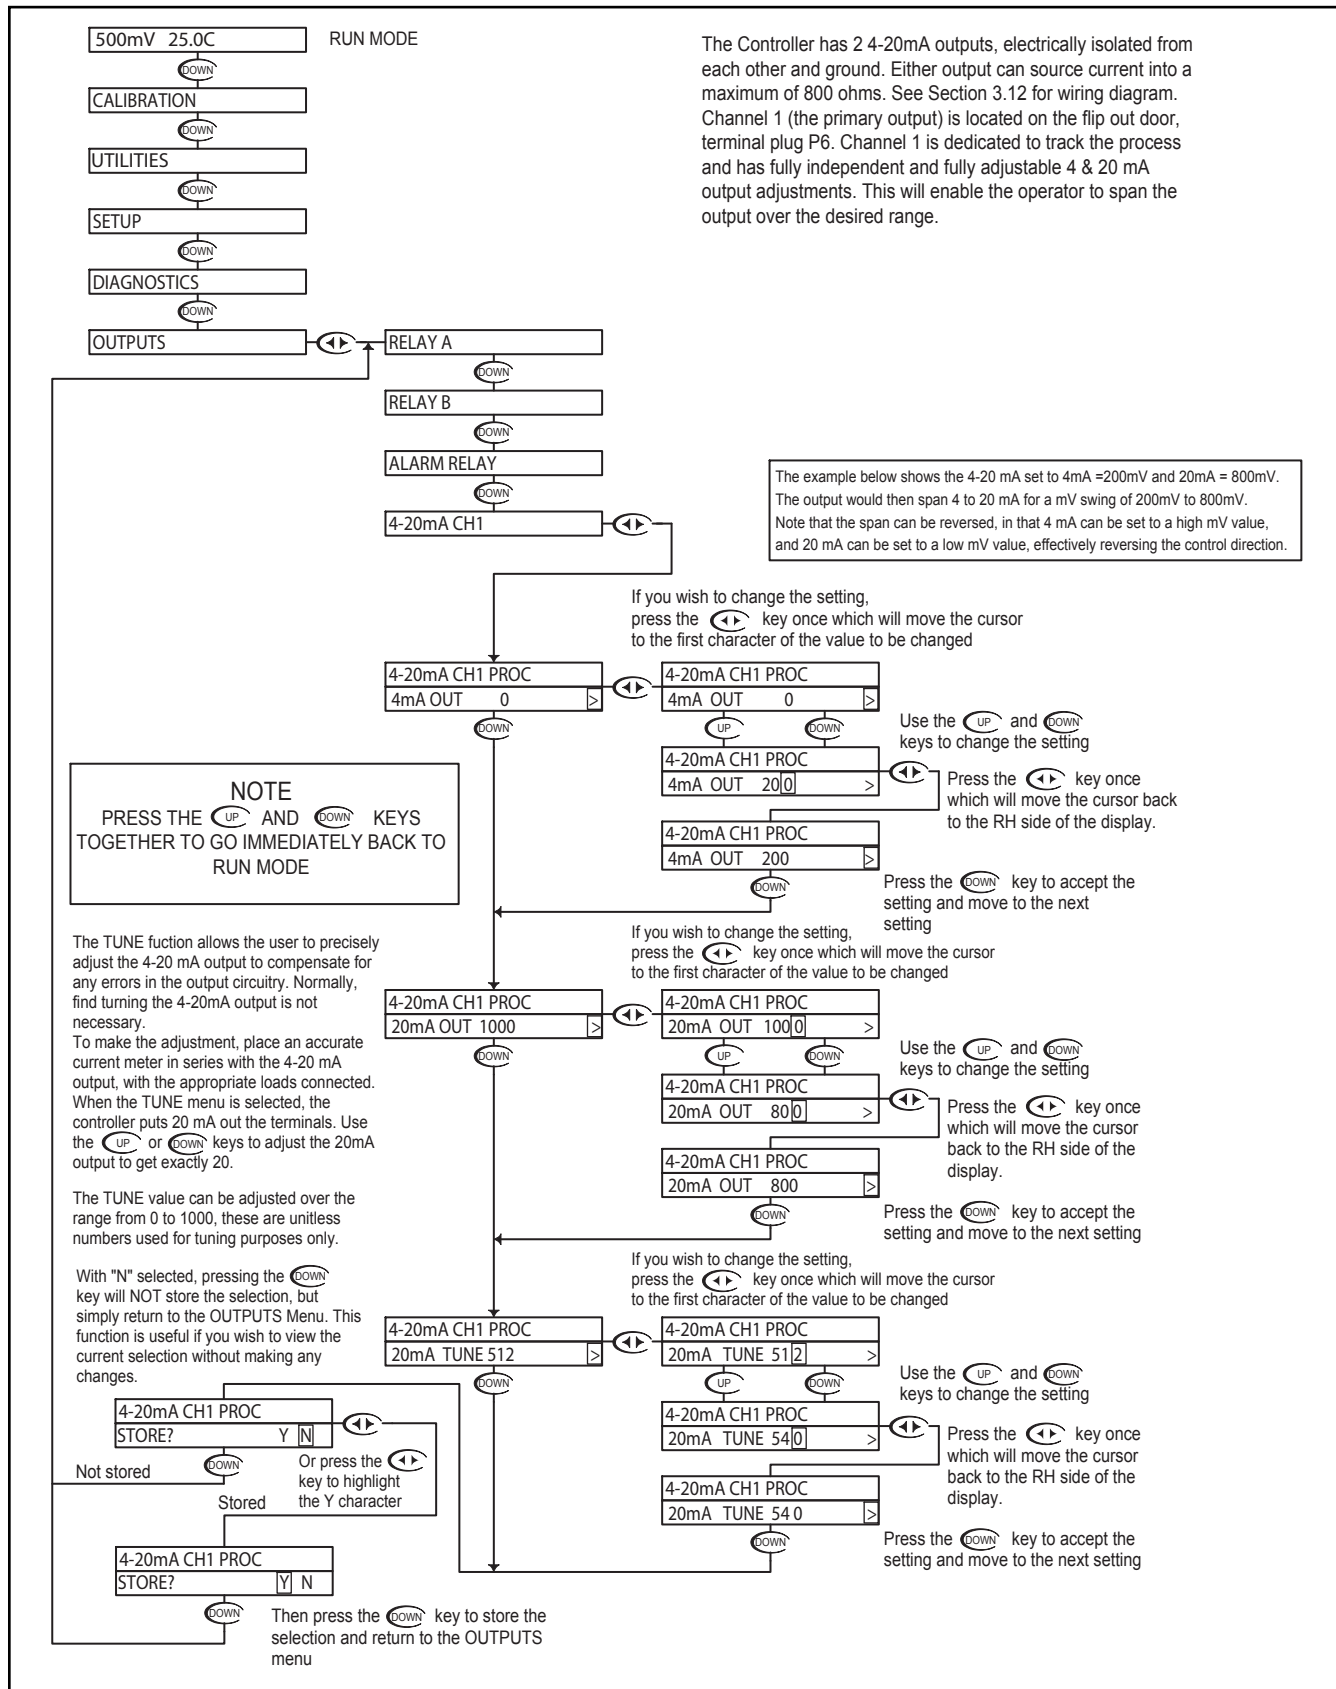 500mV 25.0C
RUN MODE
The Controller has 2 4-20mA outputs, electrically isolated from
each other and ground. Either output can source current into a
maximum of 800 ohms. See Section 3.12 for wiring diagram.
Channel 1 (the primary output) is located on the flip out door,
terminal plug P6. Channel 1 is dedicated to track the process
and has fully independent and fully adjustable 4 & 20 mA
output adjustments. This will enable the operator to span the
output over the desired range.
DOWN
CALIBRATION
DOWN
UTILITIES
DOWN
SETUP
DOWN
DIAGNOSTICS
DOWN
OUTPUTS
RELAY A
DOWN
RELAY B
DOWN
ALARM RELAY
DOWN
4-20mA CH1
The example below shows the 4-20 mA set to 4mA =200mV and 20mA = 800mV.
The output would then span 4 to 20 mA for a mV swing of 200mV to 800mV.
Note that the span can be reversed, in that 4 mA can be set to a high mV value,
and 20 mA can be set to a low mV value, effectively reversing the control direction.
If you wish to change the setting,
press the key once which will move the cursor
to the first character of the value to be changed
4-20mA CH1 PROC
4mA OUT 0 >
DOWN
4-20mA CH1 PROC
4mA OUT 0 >
UP DOWN
Use the UP and DOWN
keys to change the setting
4-20mA CH1 PROC
4mA OUT 200 >
Press the key once
which will move the cursor back
to the RH side of the display.
4-20mA CH1 PROC
4mA OUT 200 >
DOWN
Press the DOWN key to accept the
setting and move to the next
setting
NOTE
PRESS THE UP AND DOWN KEYS
TOGETHER TO GO IMMEDIATELY BACK TO
RUN MODE
If you wish to change the setting,
press the key once which will move the cursor
to the first character of the value to be changed
4-20mA CH1 PROC
20mA OUT 1000 >
DOWN
4-20mA CH1 PROC
20mA OUT 1000 >
UP DOWN
Use the UP and DOWN
keys to change the setting
4-20mA CH1 PROC
20mA OUT 800 >
Press the key once
which will move the cursor
back to the RH side of the
display.
4-20mA CH1 PROC
20mA OUT 800 >
DOWN
Press the DOWN key to accept the
setting and move to the next setting
The TUNE fuction allows the user to precisely
adjust the 4-20 mA output to compensate for
any errors in the output circuitry. Normally,
find turning the 4-20mA output is not
necessary.
To make the adjustment, place an accurate
current meter in series with the 4-20 mA
output, with the appropriate loads connected.
When the TUNE menu is selected, the
controller puts 20 mA out the terminals. Use
the UP or DOWN keys to adjust the 20mA
output to get exactly 20.
The TUNE value can be adjusted over the
range from 0 to 1000, these are unitless
numbers used for tuning purposes only.
With "N" selected, pressing the DOWN
key will NOT store the selection, but
simply return to the OUTPUTS Menu. This
function is useful if you wish to view the
current selection without making any
changes.
If you wish to change the setting,
press the key once which will move the cursor
to the first character of the value to be changed
4-20mA CH1 PROC
20mA TUNE 512 >
DOWN
4-20mA CH1 PROC
20mA TUNE 512 >
UP DOWN
Use the UP and DOWN
keys to change the setting
4-20mA CH1 PROC
20mA TUNE 540 >
Press the key once
which will move the cursor
back to the RH side of the
display.
4-20mA CH1 PROC
20mA TUNE 540 >
DOWN
Press the DOWN key to accept the
setting and move to the next setting
4-20mA CH1 PROC
STORE? Y N
DOWN
Not stored
Or press the
key to highlight
the Y character
Stored
4-20mA CH1 PROC
STORE? Y N
DOWN
Then press the DOWN key to store the
selection and return to the OUTPUTS
menu